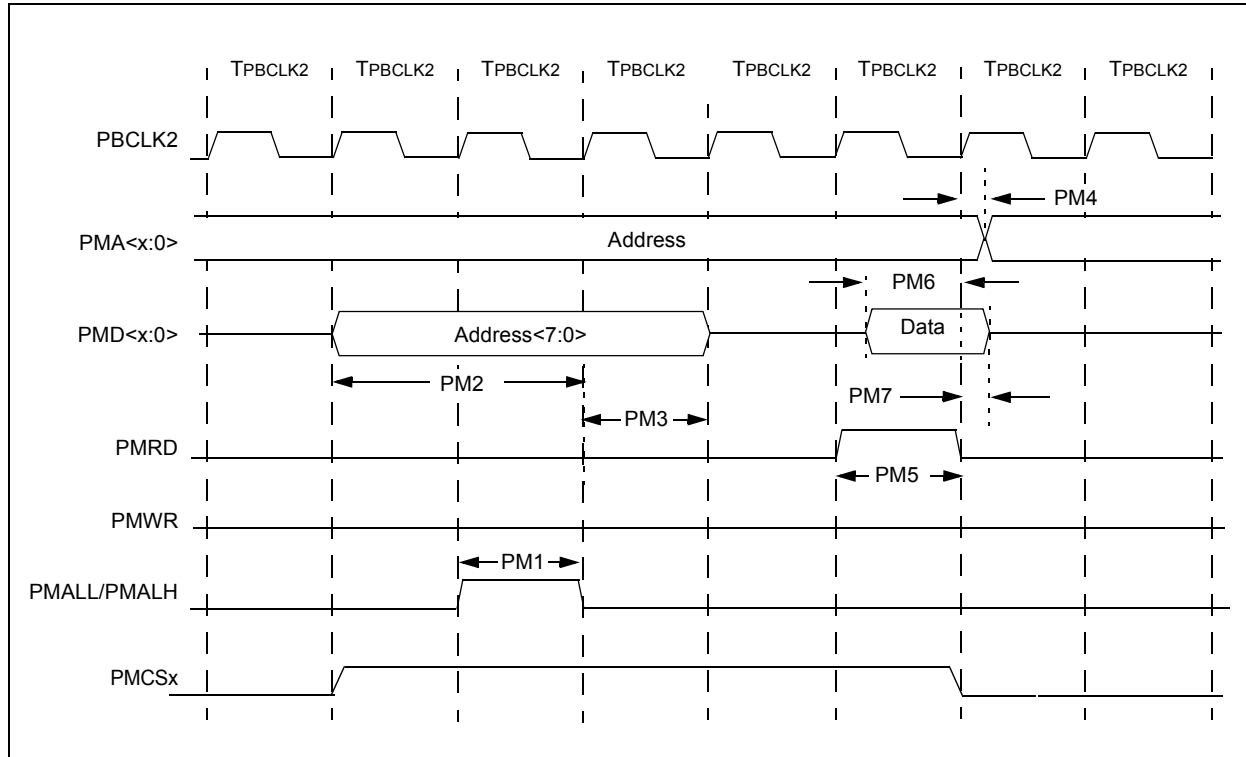 TPBCLK2 TPBCLK2 TPBCLK2 TPBCLK2 TPBCLK2 TPBCLK2 TPBCLK2 TPBCLK2
PBCLK2
PM4
PMA<x:0>
Address
PM6
PMD<x:0>
Address<7:0>
Data
PM2
PM7
PM3
PMRD
PM5
PMWR
PM1
PMALL/PMALH
PMCSx